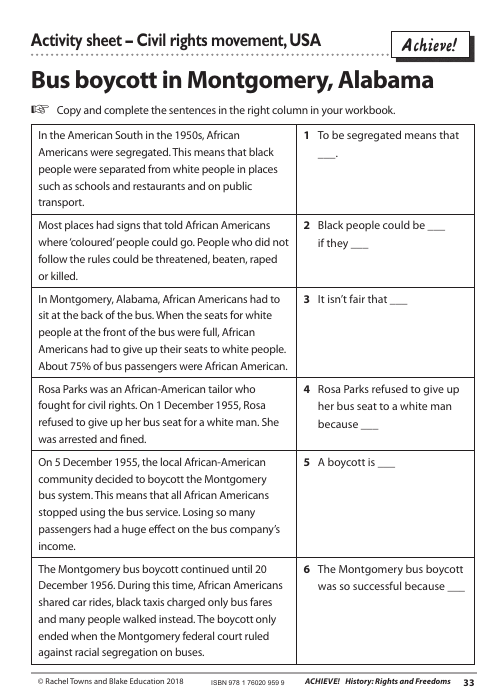 Activity sheet – Civil rights movement, USA
Achieve!
Bus boycott in Montgomery, Alabama
Copy and complete the sentences in the right column in your workbook.
In the American South in the 1950s, African
Americans were segregated. This means that black
people were separated from white people in places
such as schools and restaurants and on public
transport.
1 To be segregated means that
___.
Most places had signs that told African Americans
where ‘coloured’ people could go. People who did not
follow the rules could be threatened, beaten, raped
or killed.
2 Black people could be ___
if they ___
In Montgomery, Alabama, African Americans had to
sit at the back of the bus. When the seats for white
people at the front of the bus were full, African
Americans had to give up their seats to white people.
About 75% of bus passengers were African American.
3 It isn’t fair that ___
Rosa Parks was an African-American tailor who
fought for civil rights. On 1 December 1955, Rosa
refused to give up her bus seat for a white man. She
was arrested and fined.
4 Rosa Parks refused to give up
her bus seat to a white man
because ___
On 5 December 1955, the local African-American
community decided to boycott the Montgomery
bus system. This means that all African Americans
stopped using the bus service. Losing so many
passengers had a huge effect on the bus company’s
income.
5 A boycott is ___
The Montgomery bus boycott continued until 20
December 1956. During this time, African Americans
shared car rides, black taxis charged only bus fares
and many people walked instead. The boycott only
ended when the Montgomery federal court ruled
against racial segregation on buses.
6 The Montgomery bus boycott
was so successful because ___
© Rachel Towns and Blake Education 2018 ISBN 978 1 76020 959 9 ACHIEVE! History: Rights and Freedoms 33